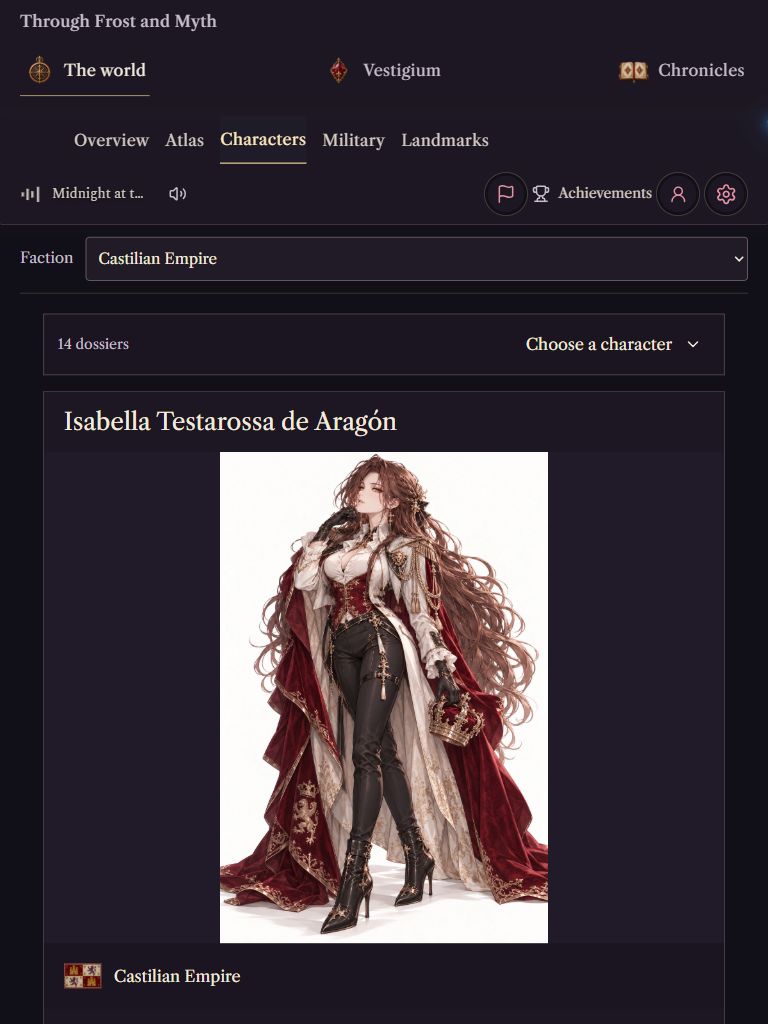 Through Frost and Myth
The world
Vestigium
Chronicles
Overview
Atlas
Characters
Military
Landmarks
Midnight at t...
Achievements
Faction
Castilian Empire
14 dossiers
Choose a character
Isabella Testarossa de Aragón
Castilian Empire